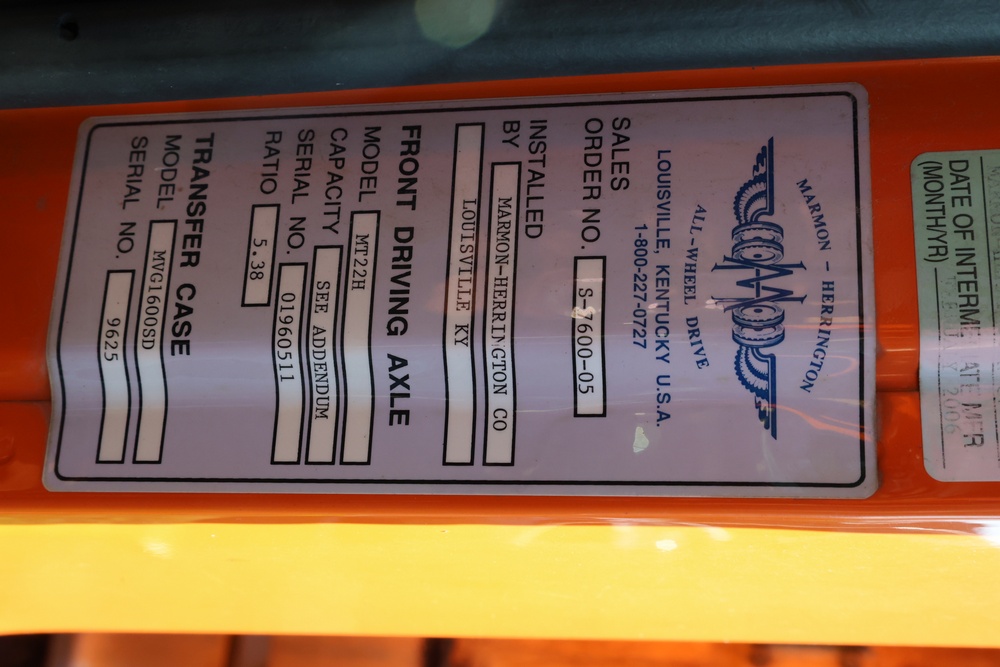 MARMON - HERRINGTON
ALL-WHEEL DRIVE
LOUISVILLE, KENTUCKY U.S.A.
1-800-227-0727
SALES
ORDER NO. S-7600-05
INSTALLED
BY MARMON-HERRINGTON CO
LOUISVILLE KY
FRONT DRIVING AXLE
MODEL MT22H
CAPACITY SEE ADDENDUM
SERIAL NO. 01960511
RATIO 5.38
TRANSFER CASE
MODEL MVG1600SD
SERIAL NO. 9625
DATE OF INTERMEDIATE MFR
(MONTH/YR) 2006